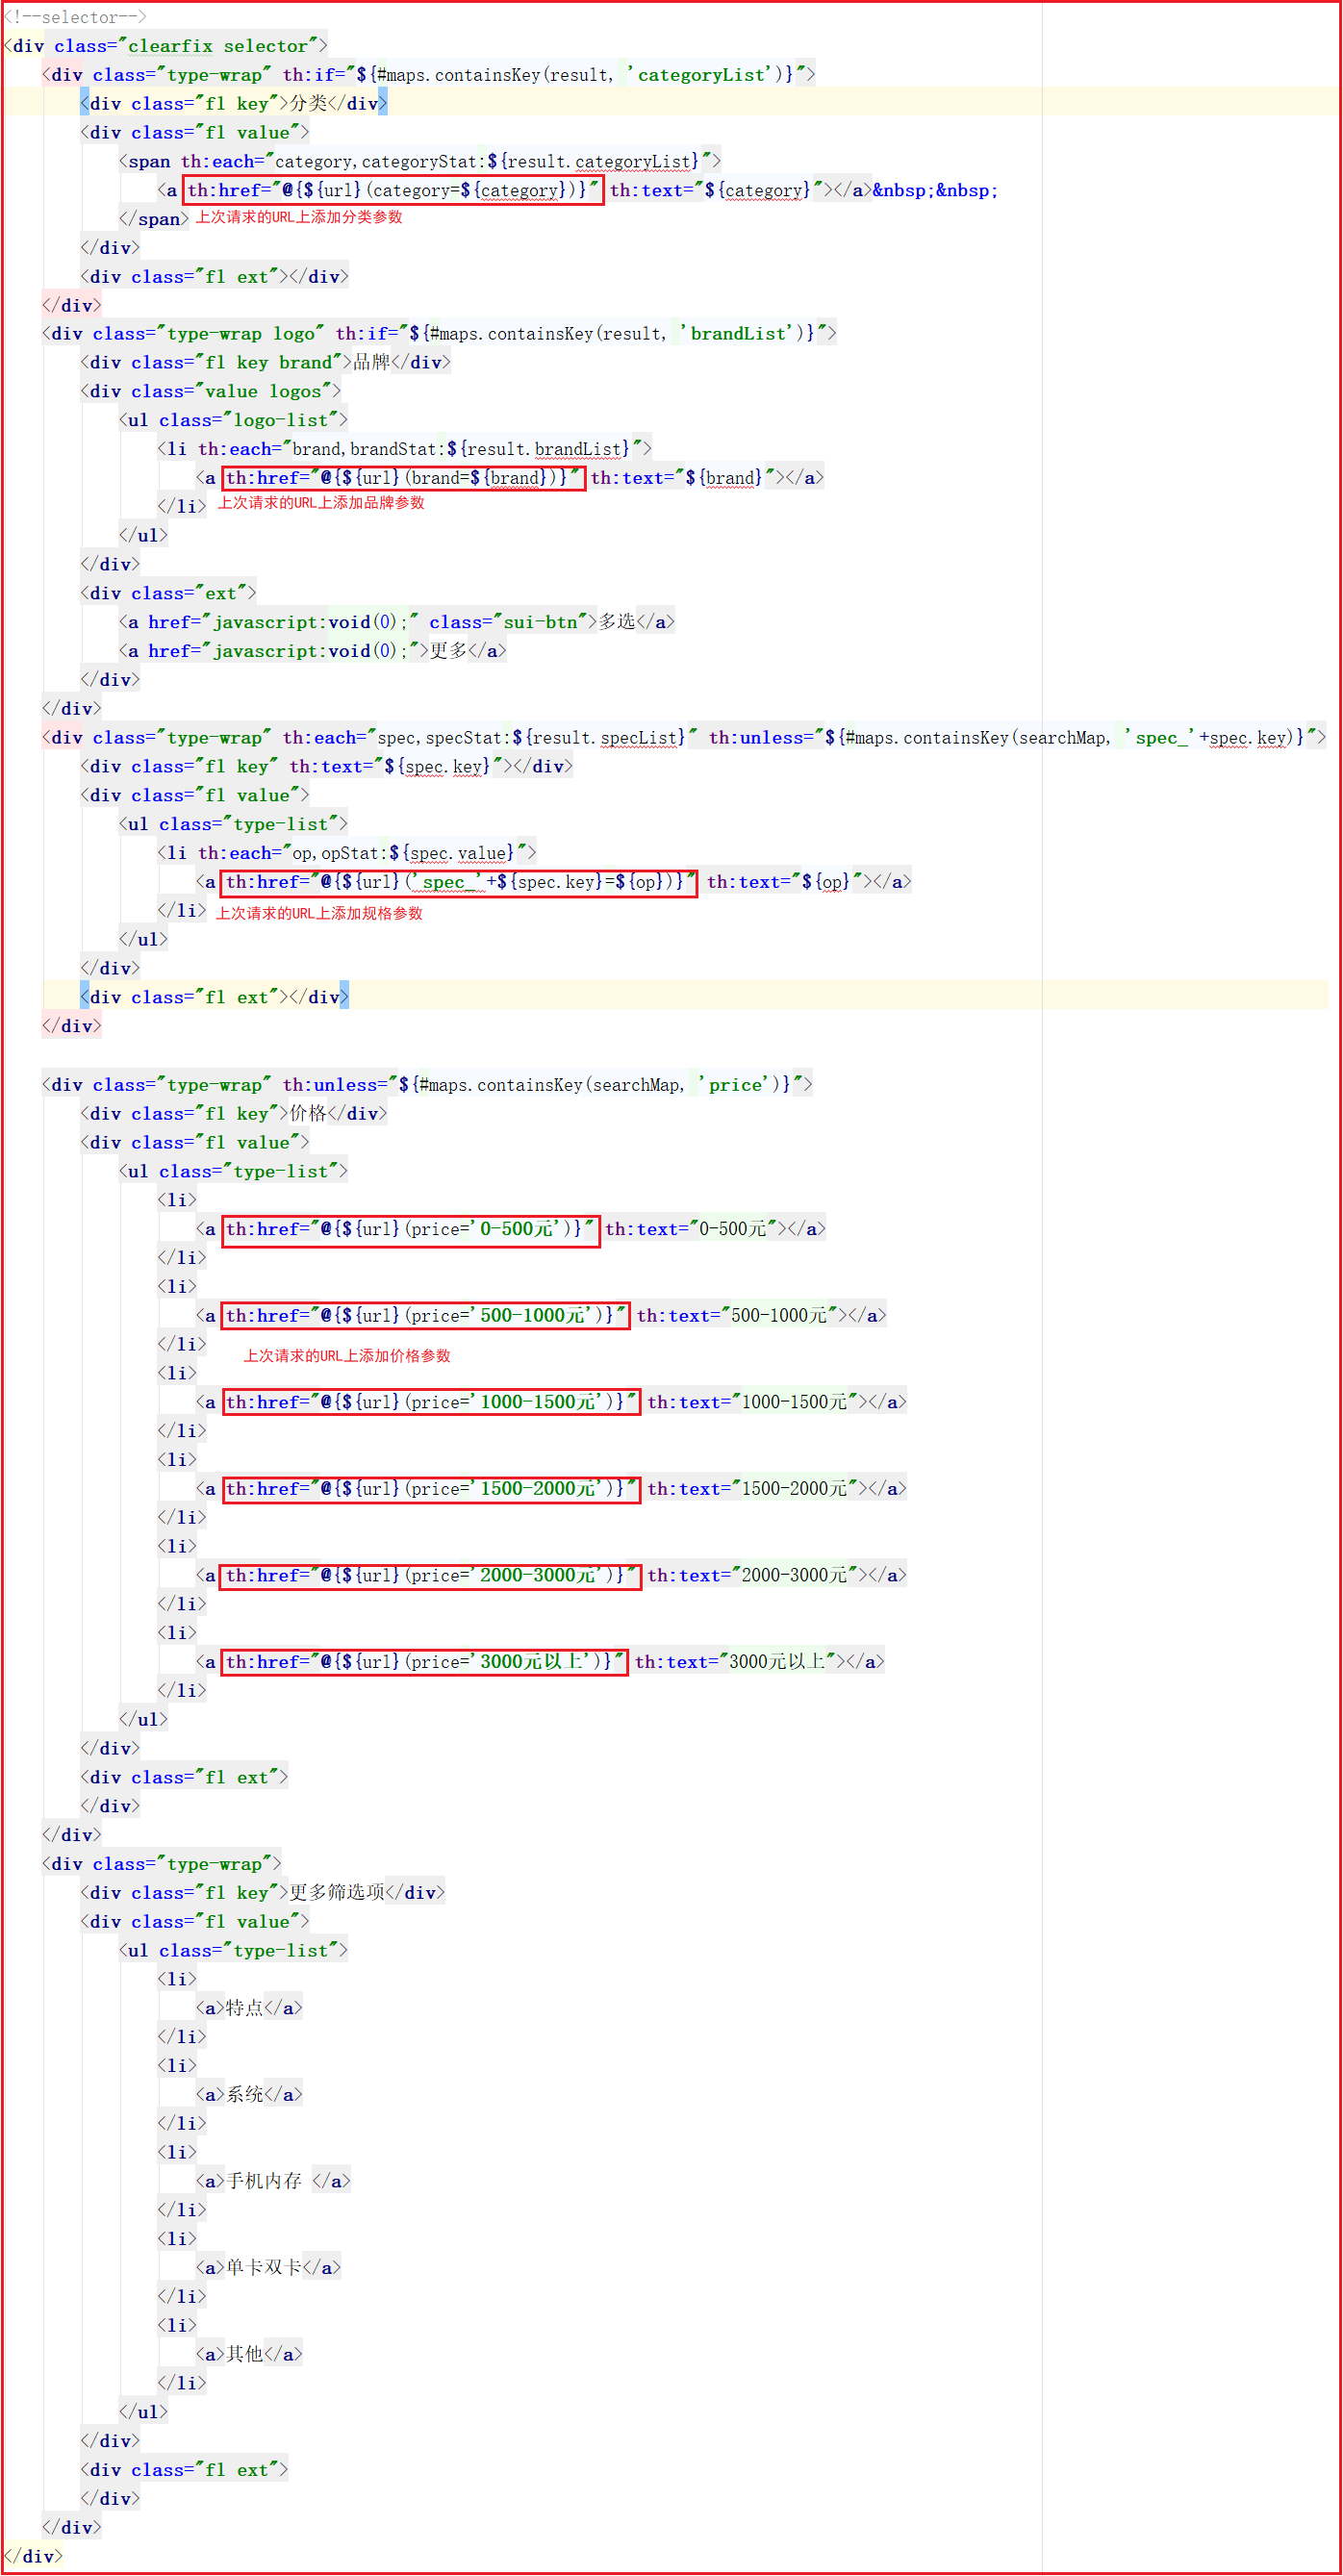 <!--selector-->
<div class="clearfix selector">
    <div class="type-wrap" th:if="${#maps.containsKey(result, 'categoryList')}">
        <div class="fl key">分类</div>
        <div class="fl value">
            <span th:each="category,categoryStat:${result.categoryList}">
                <a th:href="@{${url}(category=${category})}" th:text="${category}"></a>&nbsp;&nbsp;
            </span> 上次请求的URL上添加分类参数
        </div>
        <div class="fl ext"></div>
    </div>
    <div class="type-wrap logo" th:if="${#maps.containsKey(result, 'brandList')}">
        <div class="fl key brand">品牌</div>
        <div class="value logos">
            <ul class="logo-list">
                <li th:each="brand,brandStat:${result.brandList}">
                    <a th:href="@{${url}(brand=${brand})}" th:text="${brand}"></a>
                </li> 上次请求的URL上添加品牌参数
            </ul>
        </div>
        <div class="ext">
            <a href="javascript:void(0);" class="sui-btn">多选</a>
            <a href="javascript:void(0);">更多</a>
        </div>
    </div>
    <div class="type-wrap" th:each="spec,specStat:${result.specList}" th:unless="${#maps.containsKey(searchMap, 'spec_'+spec.key)}">
        <div class="fl key" th:text="${spec.key}"></div>
        <div class="fl value">
            <ul class="type-list">
                <li th:each="op,opStat:${spec.value}">
                    <a th:href="@{${url}('spec_'+${spec.key}=${op})}" th:text="${op}"></a>
                </li> 上次请求的URL上添加规格参数
            </ul>
        </div>
        <div class="fl ext"></div>
    </div>
    <div class="type-wrap" th:unless="${#maps.containsKey(searchMap, 'price')}">
        <div class="fl key">价格</div>
        <div class="fl value">
            <ul class="type-list">
                <li>
                    <a th:href="@{${url}(price='0-500元')}" th:text="0-500元"></a>
                </li>
                <li>
                    <a th:href="@{${url}(price='500-1000元')}" th:text="500-1000元"></a>
                </li> 上次请求的URL上添加价格参数
                <li>
                    <a th:href="@{${url}(price='1000-1500元')}" th:text="1000-1500元"></a>
                </li>
                <li>
                    <a th:href="@{${url}(price='1500-2000元')}" th:text="1500-2000元"></a>
                </li>
                <li>
                    <a th:href="@{${url}(price='2000-3000元')}" th:text="2000-3000元"></a>
                </li>
                <li>
                    <a th:href="@{${url}(price='3000元以上')}" th:text="3000元以上"></a>
                </li>
            </ul>
        </div>
        <div class="fl ext">
        </div>
    </div>
    <div class="type-wrap">
        <div class="fl key">更多筛选项</div>
        <div class="fl value">
            <ul class="type-list">
                <li>
                    <a>特点</a>
                </li>
                <li>
                    <a>系统</a>
                </li>
                <li>
                    <a>手机内存 </a>
                </li>
                <li>
                    <a>单卡双卡</a>
                </li>
                <li>
                    <a>其他</a>
                </li>
            </ul>
        </div>
        <div class="fl ext">
        </div>
    </div>
</div>